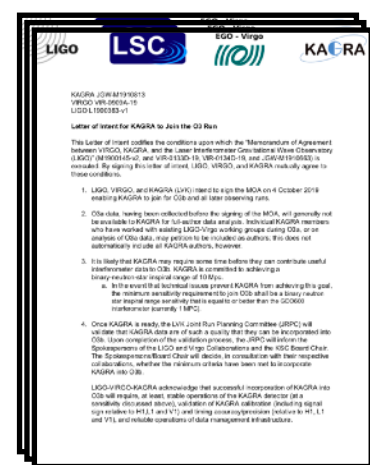 EGO - Virgo
LIGO
LSC
EGO - Virgo
KAGRA
KAGRA JGW-M1910813
VIRGO VIR-0903A-19
LIGO L1900383-v1
Letter of Intent for KAGRA to Join the O3 Run
This Letter of Intent codifies the conditions upon which the "Memorandum of Agreement
between VIRGO, KAGRA, and the Laser Interferometer Gravitational Wave Observatory
(LIGO)" (M1900145-v2, and VIR-0133D-19, VIR-0134D-19, and JGW-M1910663) is
executed. By signing this letter of intent, LIGO, VIRGO, and KAGRA mutually agree to
these conditions.
1. LIGO, VIRGO, and KAGRA (LVK) intend to sign the MOA on 4 October 2019
enabling KAGRA to join for O3b and all later observing runs.
2. O3a data, having been collected before the signing of the MOA, will generally not
be available to KAGRA for full-author data analysis. Individual KAGRA members
who have worked with existing LIGO-Virgo working groups during O3a, or on
analysis of O3a data, may petition to be included as authors; this does not
automatically include all KAGRA authors, however.
3. It is likely that KAGRA may require some time before they can contribute useful
interferometer data to O3b. KAGRA is committed to achieving a
binary-neutron-star inspiral range of 10 Mpc.
a. In the event that technical issues prevent KAGRA from achieving this goal,
the minimum sensitivity requirement to join O3b shall be a binary neutron
star inspiral range sensitivity that is equal to or better than the GEO600
interferometer (currently 1 MPC).
4. Once KAGRA is ready, the LVK Joint Run Planning Committee (JRPC) will
validate that KAGRA data are of such a quality that they can be incorporated into
O3b. Upon completion of the validation process, the JRPC will inform the
Spokespersons of the LIGO and Virgo Collaborations and the KSC Board Chair.
The Spokespersons/Board Chair will decide, in consultation with their respective
collaborations, whether the minimum criteria have been met to incorporate
KAGRA into O3b.
LIGO-VIRGO-KAGRA acknowledge that successful incorporation of KAGRA into
O3b will require, at least, stable operations of the KAGRA detector (at a
sensitivity discussed above), validation of KAGRA calibration (including signal
sign relative to H1,L1 and V1) and timing accuracy/precision (relative to H1, L1
and V1), and reliable operations of data management infrastructure.